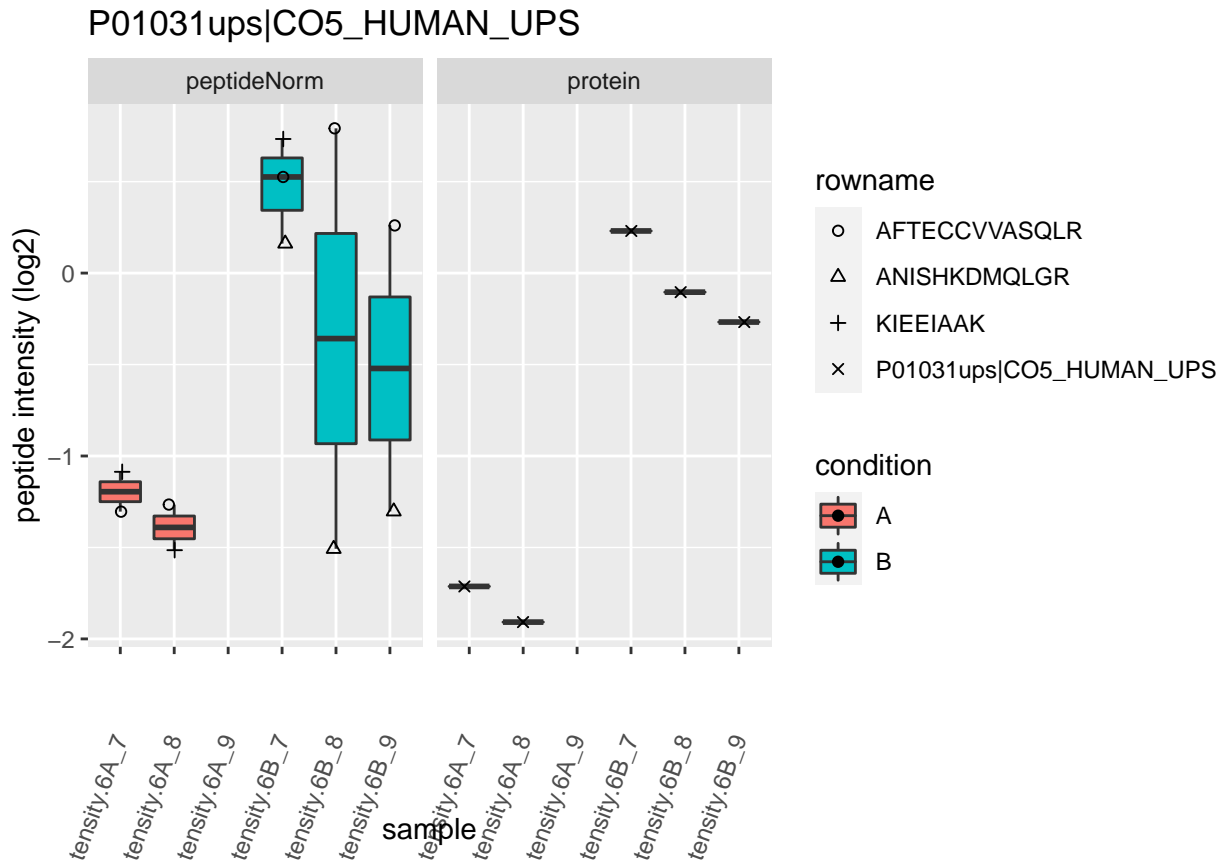 P01031ups|CO5_HUMAN_UPS
peptideNorm
protein
peptide intensity (log2)
0
−1
−2
tensity.6A_7
tensity.6A_8
tensity.6A_9
tensity.6B_7
tensity.6B_8
tensity.6B_9
tensity.6A_7
tensity.6A_8
tensity.6A_9
tensity.6B_7
tensity.6B_8
tensity.6B_9
sample
rowname
AFTECCVVASQLR
ANISHKDMQLGR
KIEEIAAK
P01031ups|CO5_HUMAN_UPS
condition
A
B